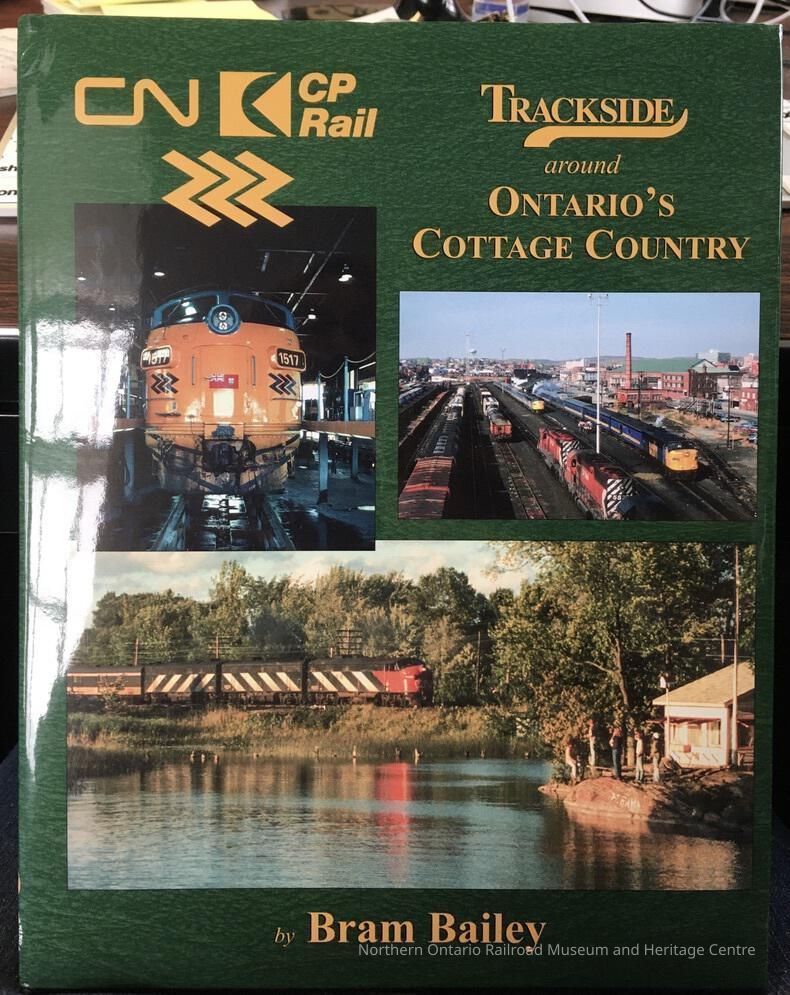 CN
CP
Rail
TRACKSIDE
around
ONTARIO'S
COTTAGE COUNTRY
1517
1517
by Bram Bailey
Northern Ontario Railroad Museum and Heritage Centre